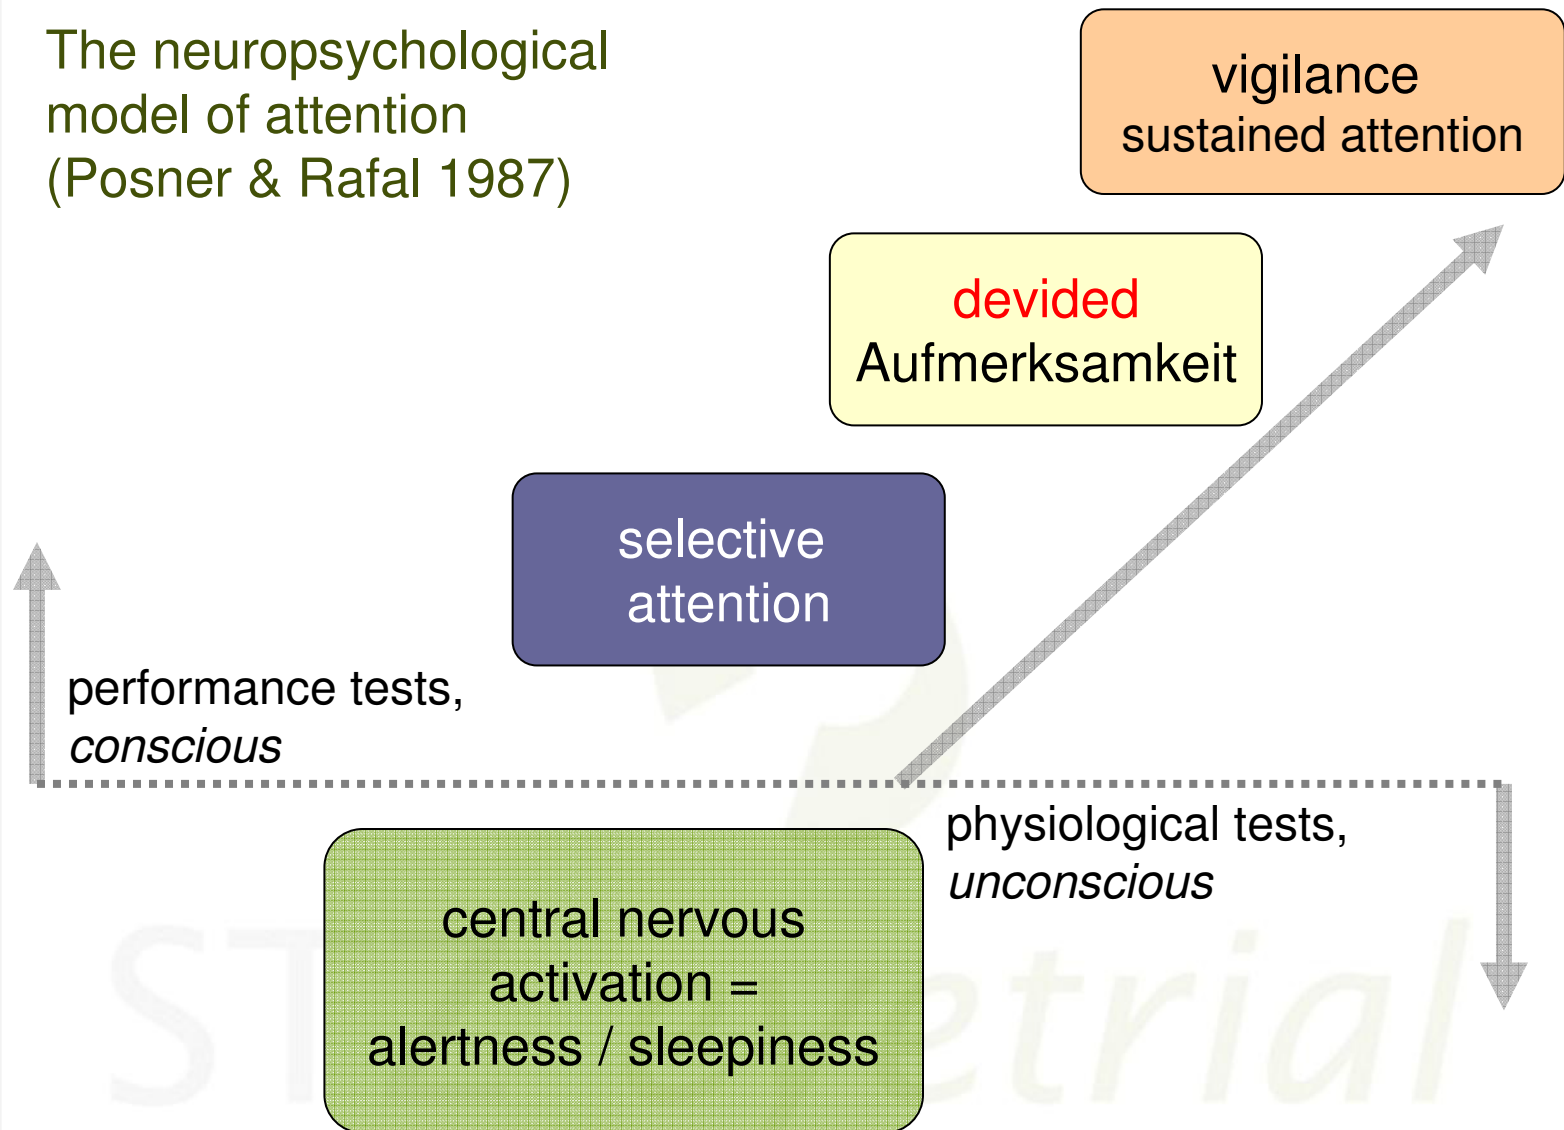 The neuropsychological
model of attention
(Posner & Rafal 1987)
vigilance
sustained attention
devided
Aufmerksamkeit
selective
attention
performance tests,
conscious
physiological tests,
unconscious
central nervous
activation =
alertness / sleepiness